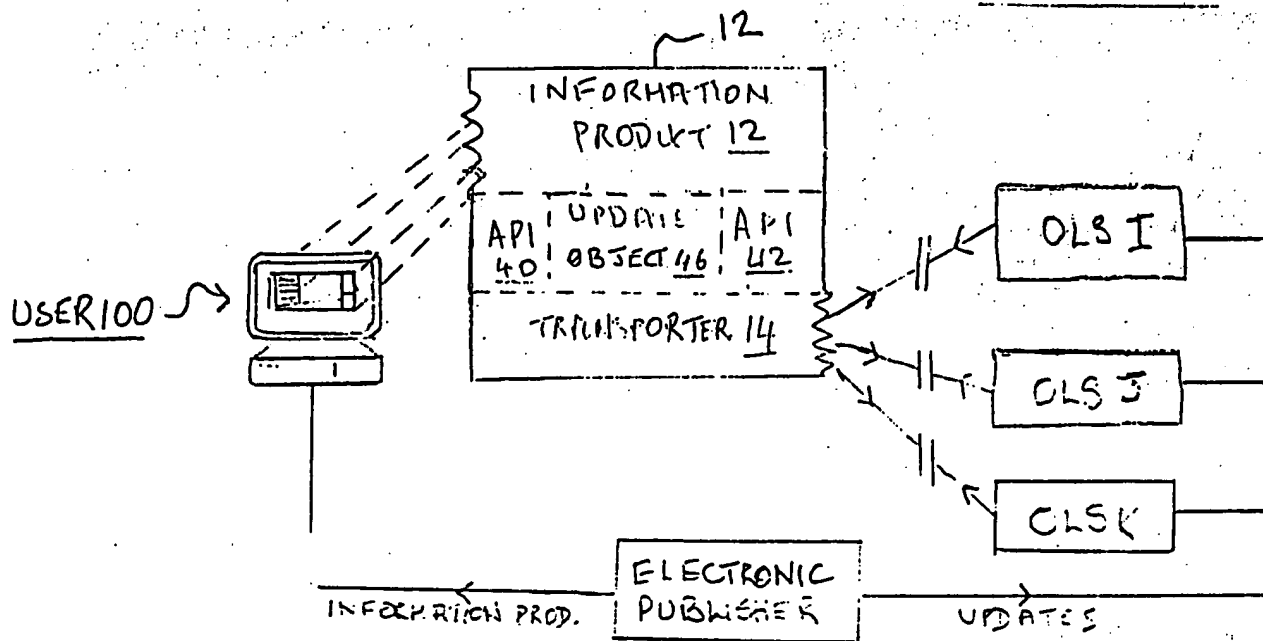 12
INFORMATION
PRODUCT 12
API
40
UPDATE
OBJECT 46
API
42
TRANSPORTER 14
USER 100
OLS I
OLS J
OLS K
ELECTRONIC
PUBLISHER
INFORMATION PROD.
UPDATES